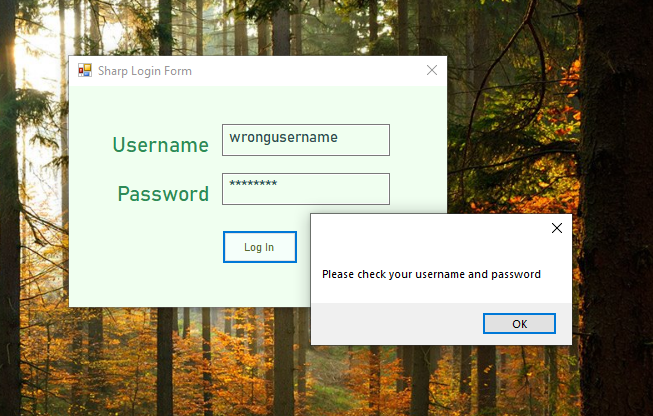 Sharp Login Form
Username
wrongusername
Password
********
Log In
Please check your username and password
OK